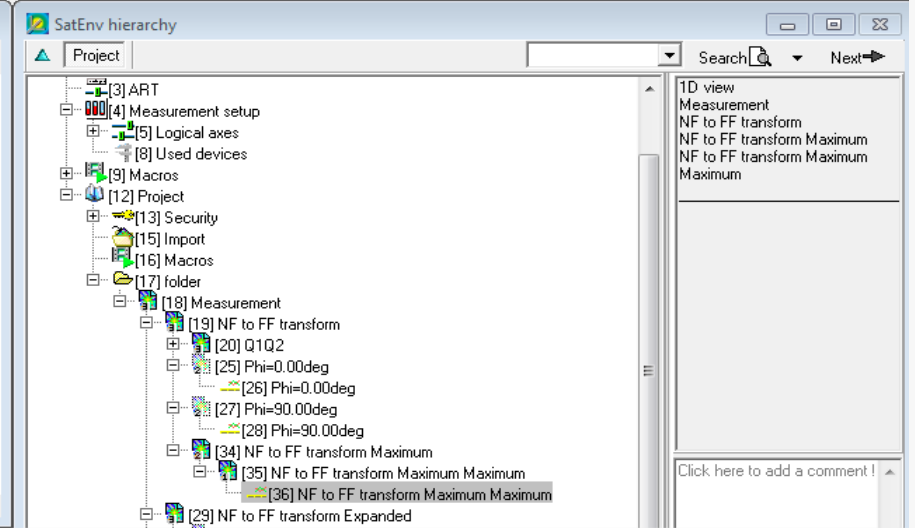 SatEnv hierarchy
Project
Search
Next
[3] ART
[4] Measurement setup
[5] Logical axes
[8] Used devices
[9] Macros
[12] Project
[13] Security
[15] Import
[16] Macros
[17] folder
[18] Measurement
[19] NF to FF transform
[20] Q1Q2
[25] Phi=0.00deg
[26] Phi=0.00deg
[27] Phi=90.00deg
[28] Phi=90.00deg
[34] NF to FF transform Maximum
[35] NF to FF transform Maximum Maximum
[36] NF to FF transform Maximum Maximum
[29] NF to FF transform Expanded
1D view
Measurement
NF to FF transform
NF to FF transform Maximum
NF to FF transform Maximum
Maximum
Click here to add a comment !